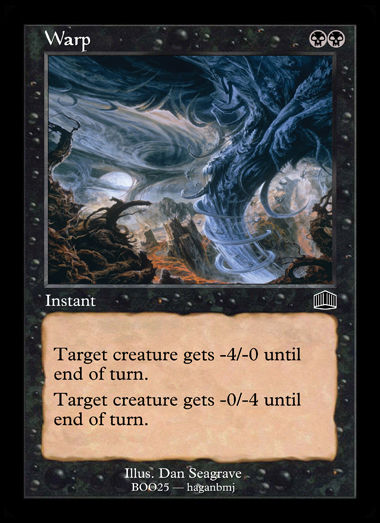 Warp
Instant
Target creature gets -4/-0 until
end of turn.
Target creature gets -0/-4 until
end of turn.
Illus. Dan Seagrave
BOO25 — haganbmj